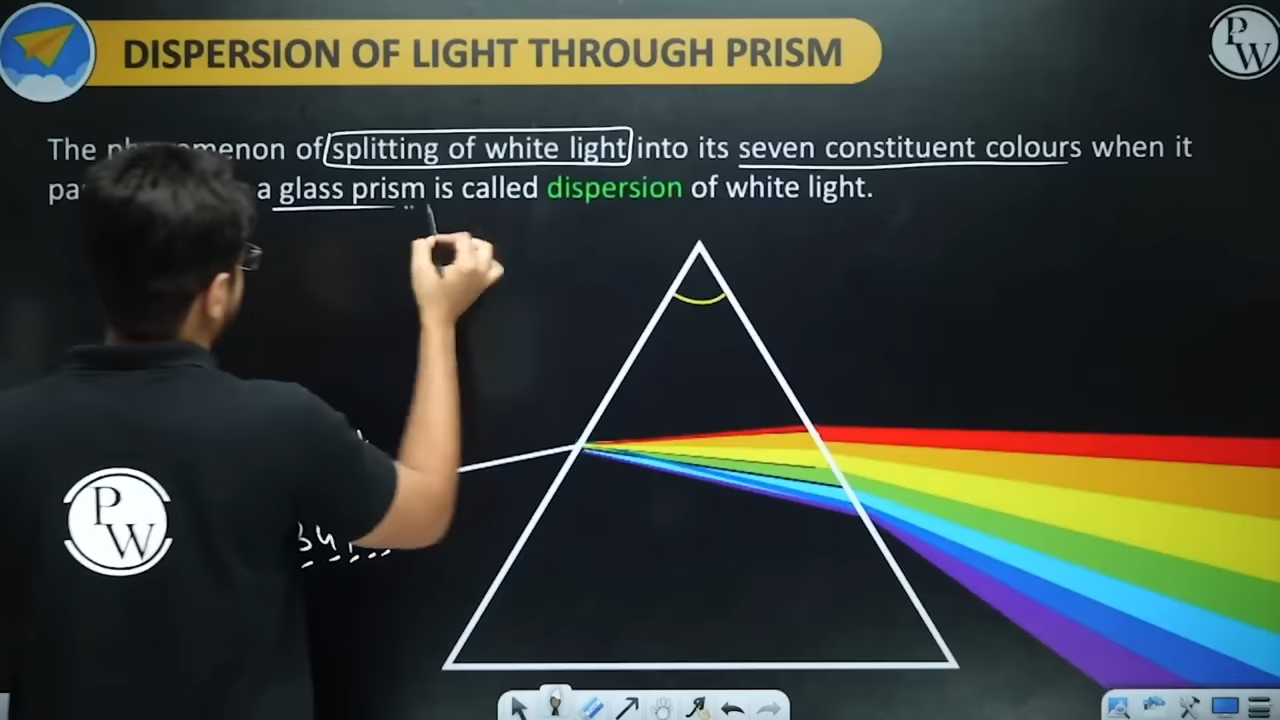 DISPERSION OF LIGHT THROUGH PRISM
PW
The phenomenon of splitting of white light into its seven constituent colours when it
a glass prism is called dispersion of white light.
PW